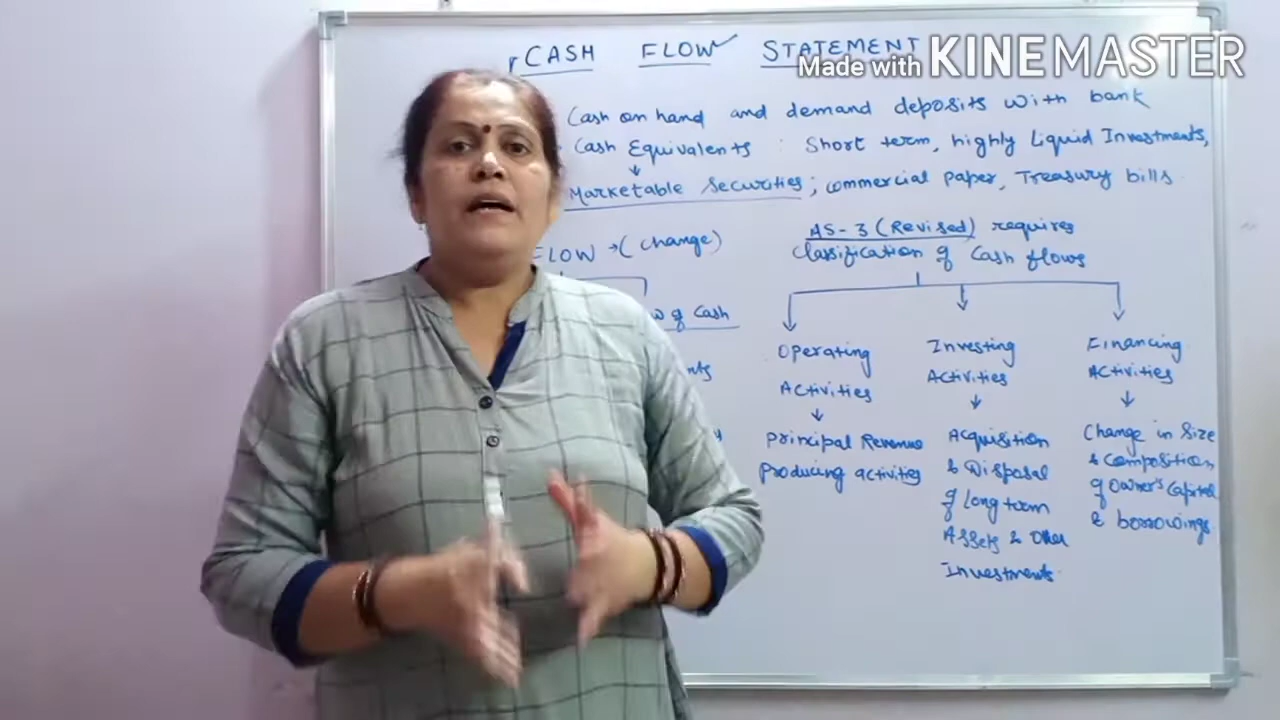 CASH FLOW STATEMENT
Made with KINEMASTER
Cash on hand and demand deposits with bank
Cash Equivalents : Short term, highly Liquid Investments,
Marketable Securities; commercial paper, Treasury bills
FLOW → (change)
of Cash
AS-3 (Revised) requires
Classification of Cash flows
Operating
Activities
Principal Revenue
Producing activities
Investing
Activities
Acquisition
& Disposal
of Long term
Assets & Other
Investments
Financing
Activities
Change in Size
& Composition
of Owner's Capital
& borrowings